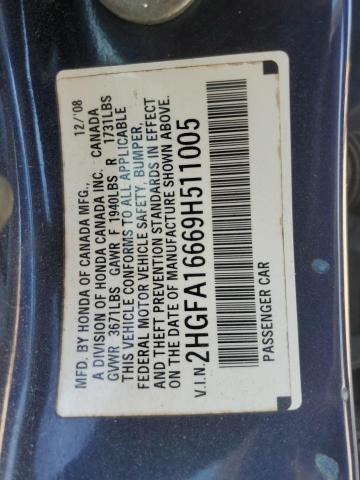 MFD. BY HONDA OF CANADA MFG., 12/'08
A DIVISION OF HONDA CANADA INC. CANADA
GVWR 3671LBS GAWR F 1940LBS R 1731LBS
THIS VEHICLE CONFORMS TO ALL APPLICABLE
FEDERAL MOTOR VEHICLE SAFETY, BUMPER,
AND THEFT PREVENTION STANDARDS IN EFFECT
ON THE DATE OF MANUFACTURE SHOWN ABOVE.
V.I.N. 2HGFA16669H511005
PASSENGER CAR